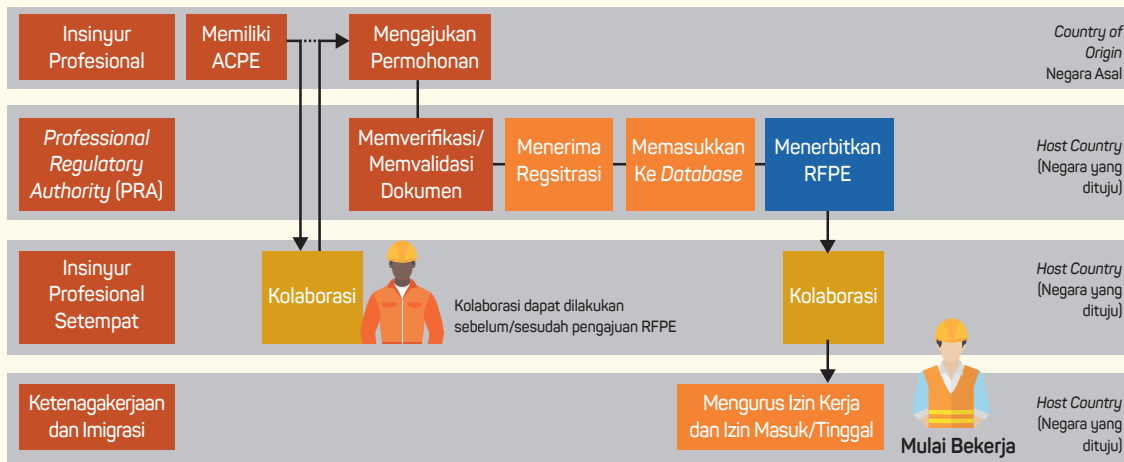 Insinyur
Profesional
Memiliki
ACPE
Mengajukan
Permohonan
Country of
Origin
Negara Asal
Professional
Regulatory
Authority (PRA)
Memverifikasi/
Memvalidasi
Dokumen
Menerima
Regsitrasi
Memasukkan
Ke Database
Menerbitkan
RFPE
Host Country
(Negara yang
dituju)
Insinyur
Profesional
Setempat
Kolaborasi
Kolaborasi dapat dilakukan
sebelum/sesudah pengajuan RFPE
Kolaborasi
Host Country
(Negara yang
dituju)
Ketenagakerjaan
dan Imigrasi
Mengurus Izin Kerja
dan Izin Masuk/Tinggal
Mulai Bekerja
Host Country
(Negara yang
dituju)